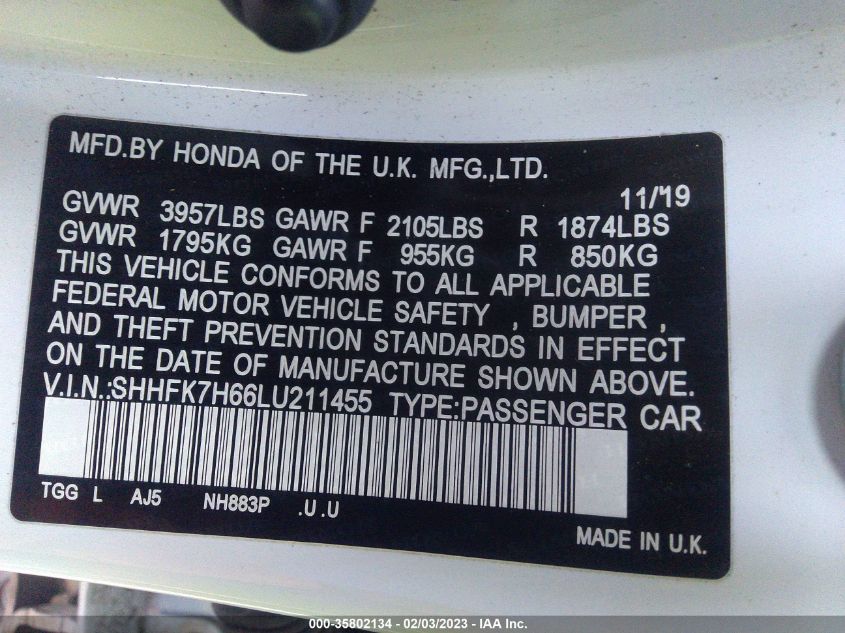 MFD.BY HONDA OF THE U.K. MFG.,LTD.
11/'19
GVWR 3957LBS GAWR F 2105LBS R 1874LBS
GVWR 1795KG GAWR F 955KG R 850KG
THIS VEHICLE CONFORMS TO ALL APPLICABLE
FEDERAL MOTOR VEHICLE SAFETY , BUMPER ,
AND THEFT PREVENTION STANDARDS IN EFFECT
ON THE DATE OF MANUFACTURE SHOWN ABOVE.
V.I.N.:SHHFK7H66LU211455 TYPE:PASSENGER CAR
TGG L AJ5 NH883P .U.U
MADE IN U.K.
000-35802134 - 02/03/2023 - IAA Inc.